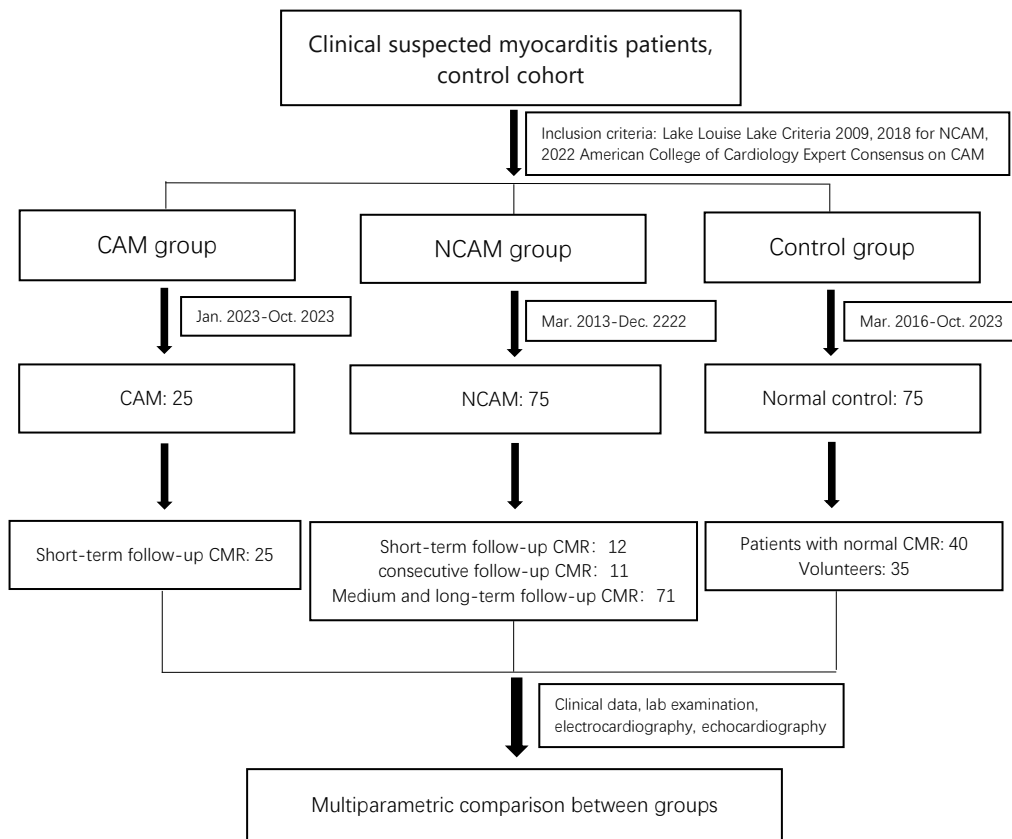 Clinical suspected myocarditis patients,
control cohort
Inclusion criteria: Lake Louise Lake Criteria 2009, 2018 for NCAM,
2022 American College of Cardiology Expert Consensus on CAM
CAM group
NCAM group
Control group
Jan. 2023-Oct. 2023
Mar. 2013-Dec. 2222
Mar. 2016-Oct. 2023
CAM: 25
NCAM: 75
Normal control: 75
Short-term follow-up CMR: 25
Short-term follow-up CMR: 12
consecutive follow-up CMR: 11
Medium and long-term follow-up CMR: 71
Patients with normal CMR: 40
Volunteers: 35
Clinical data, lab examination,
electrocardiography, echocardiography
Multiparametric comparison between groups